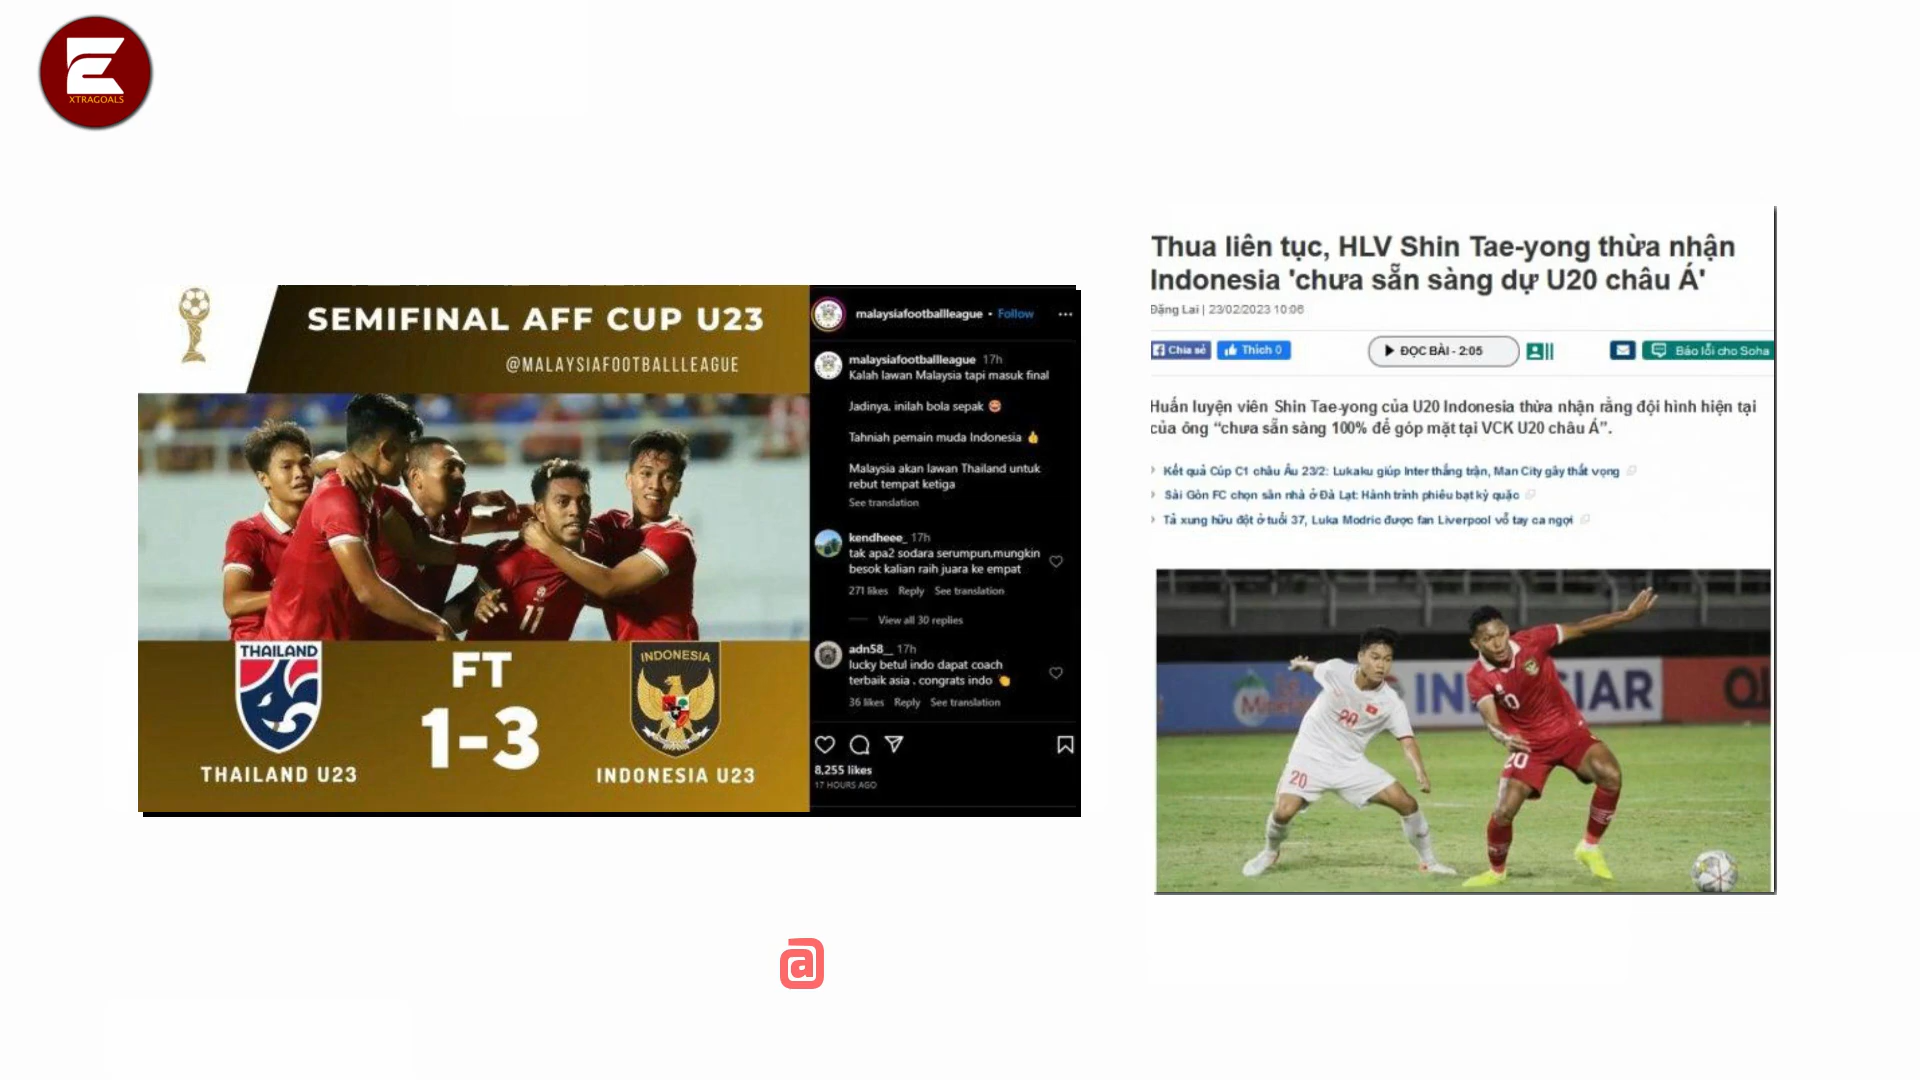 XTRAGOALS
SEMIFINAL AFF CUP U23
@MALAYSIAFOOTBALLLEAGUE
11
THAILAND
FT
1-3
INDONESIA
THAILAND U23
INDONESIA U23
malaysiafootballleague • Follow
malaysiafootballleague 17h
Kalah lawan Malaysia tapi masuk final
Jadinya, inilah bola sepak
Tahniah pemain muda Indonesia
Malaysia akan lawan Thailand untuk
rebut tempat ketiga
See translation
kendheee_ 17h
tak apa2 sodara serumpun,mungkin
besok kalian raih juara ke empat
271 likes Reply See translation
View all 30 replies
adn58__ 17h
lucky betul indo dapat coach
terbaik asia . congrats indo
36 likes Reply See translation
8,255 likes
17 HOURS AGO
Thua liên tục, HLV Shin Tae-yong thừa nhận
Indonesia 'chưa sẵn sàng dự U20 châu Á'
Đặng Lai | 23/02/2023 10:06
Chia sẻ Thích 0 ĐỌC BÀI - 2:05 Báo lỗi cho Soha
Huấn luyện viên Shin Tae-yong của U20 Indonesia thừa nhận rằng đội hình hiện tại
của ông “chưa sẵn sàng 100% để góp mặt tại VCK U20 châu Á”.
Kết quả Cúp C1 châu Âu 23/2: Lukaku giúp Inter thắng trận, Man City gây thất vọng
Sài Gòn FC chọn sân nhà ở Đà Lạt: Hành trình phiêu bạt kỳ quặc
Tả xung hữu đột ở tuổi 37, Luka Modric được fan Liverpool vỗ tay ca ngợi
20
20
20
a